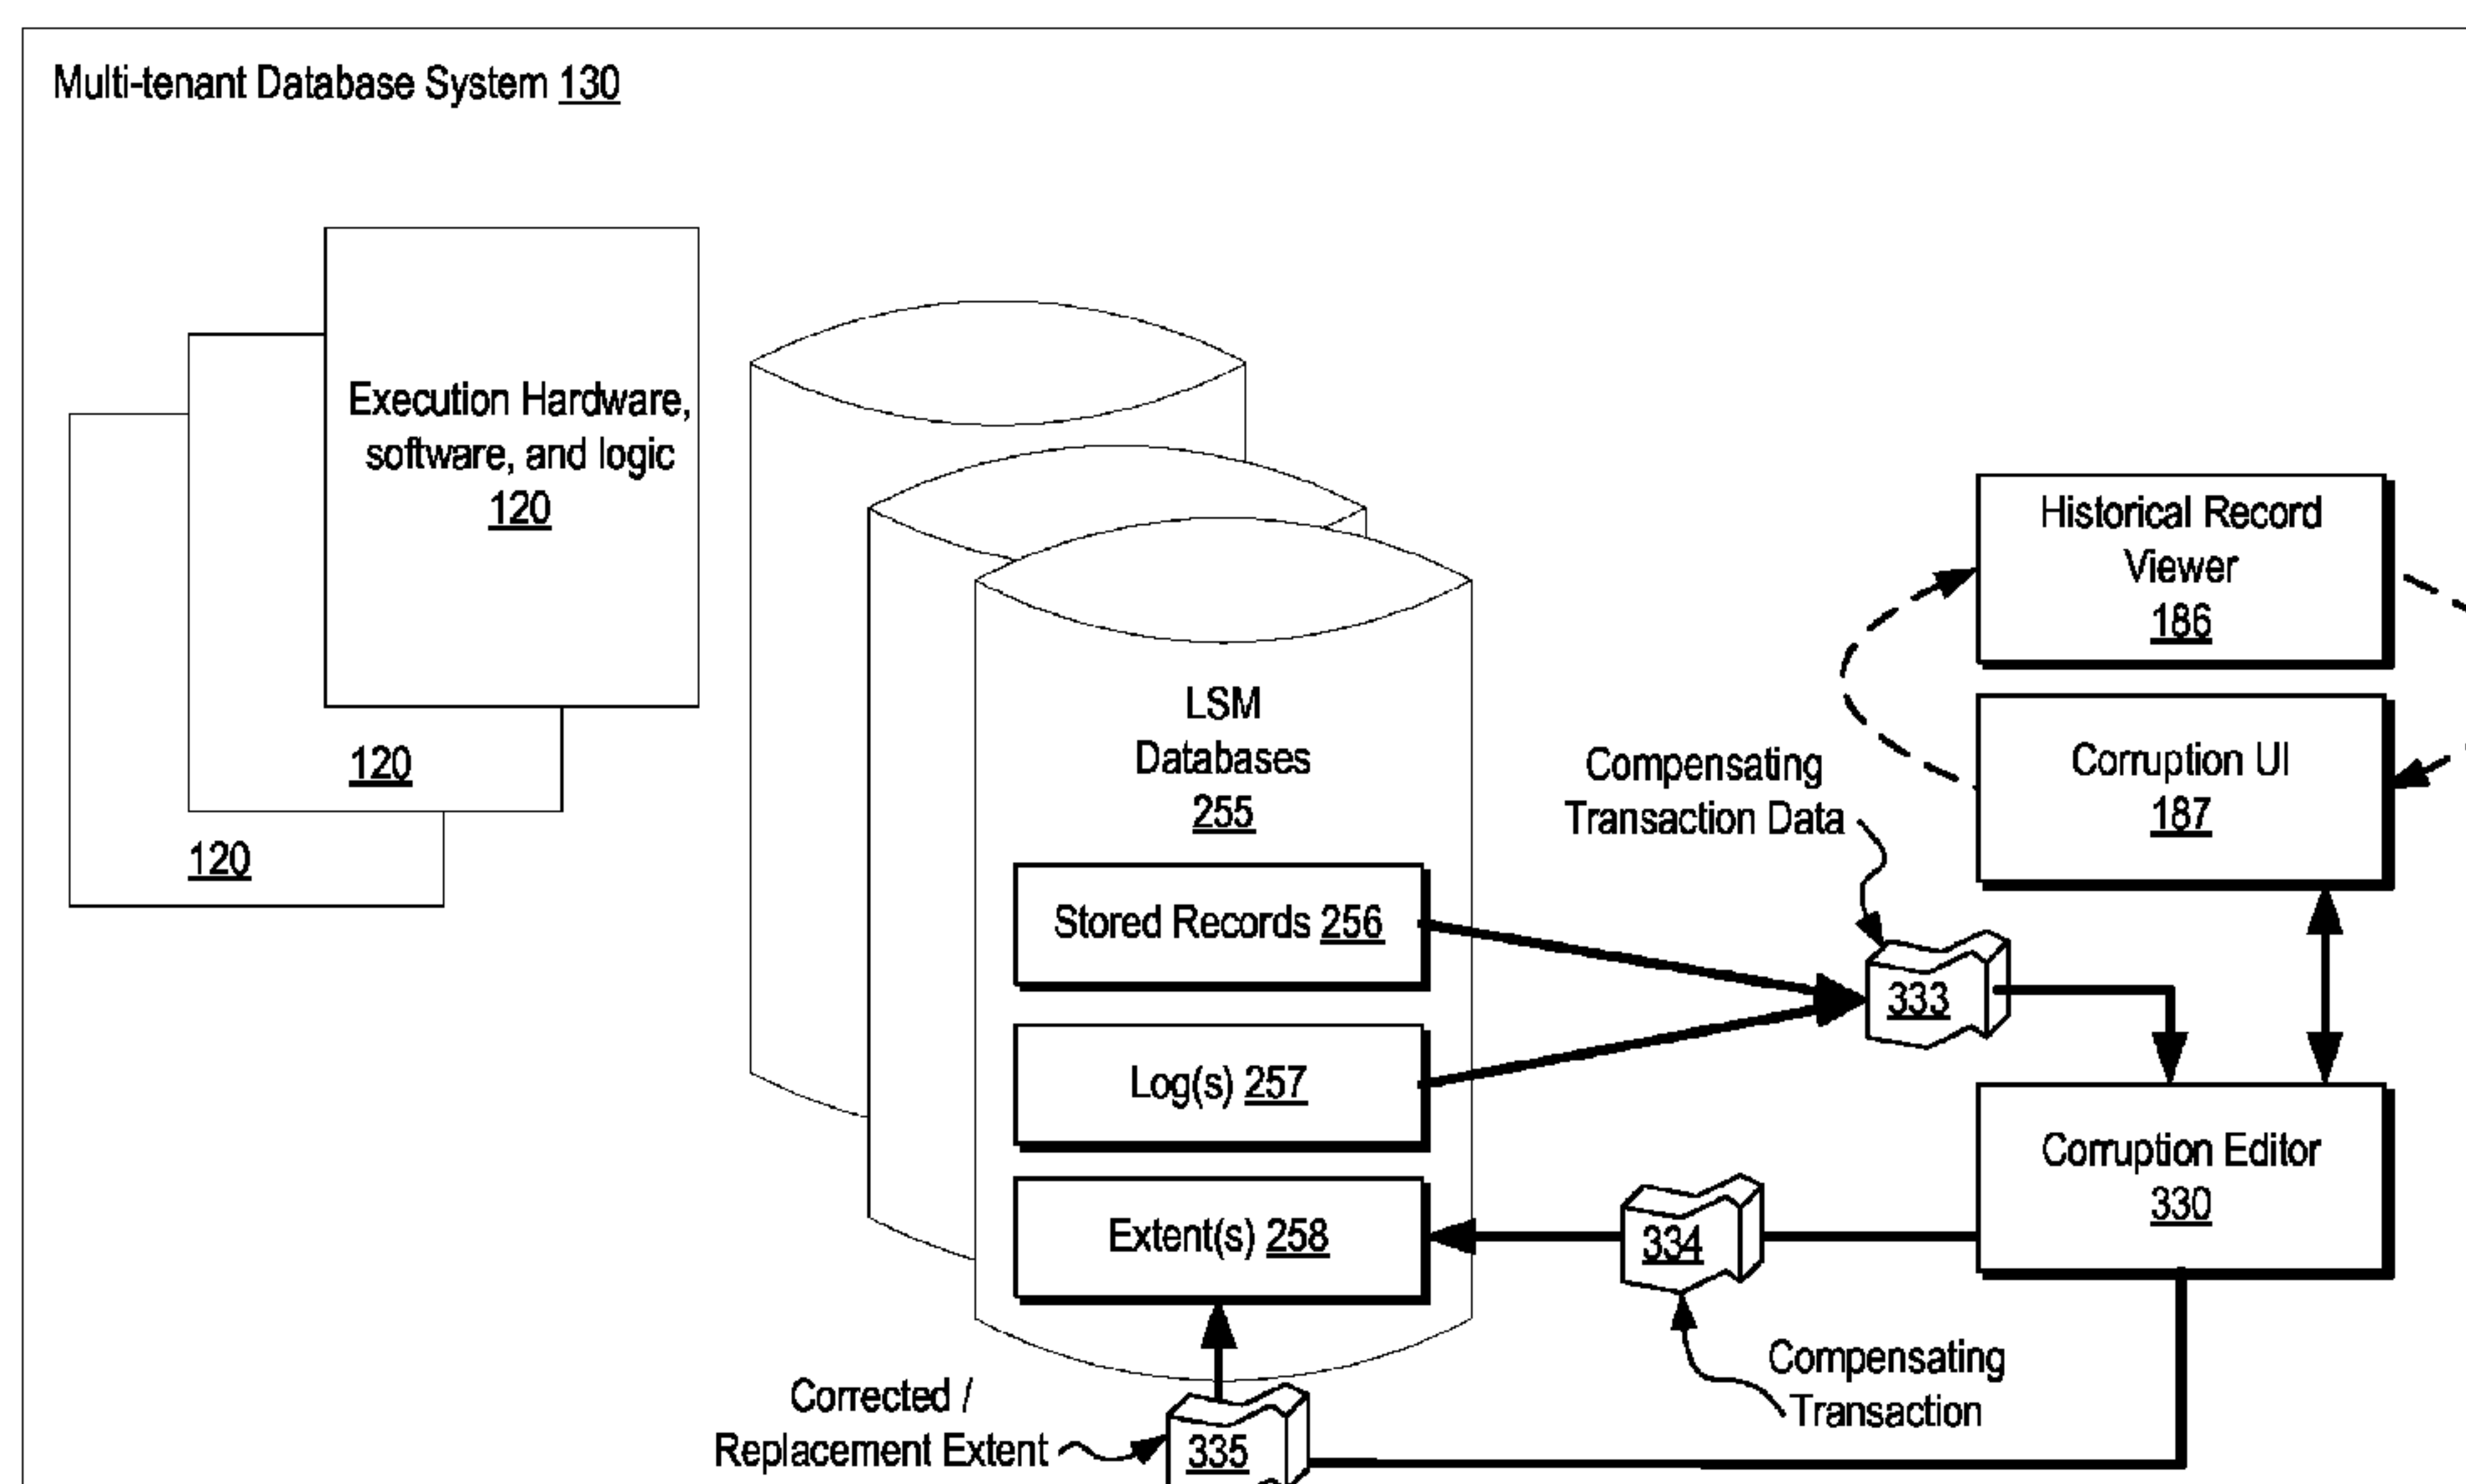 Multi-tenant Database System 130
Execution Hardware,
software, and logic
120
120
120
LSM
Databases
255
Stored Records 256
Log(s) 257
Extent(s) 258
Historical Record
Viewer
186
Corruption UI
187
Compensating
Transaction Data
333
Corruption Editor
330
334
Compensating
Transaction
Corrected /
Replacement Extent
335